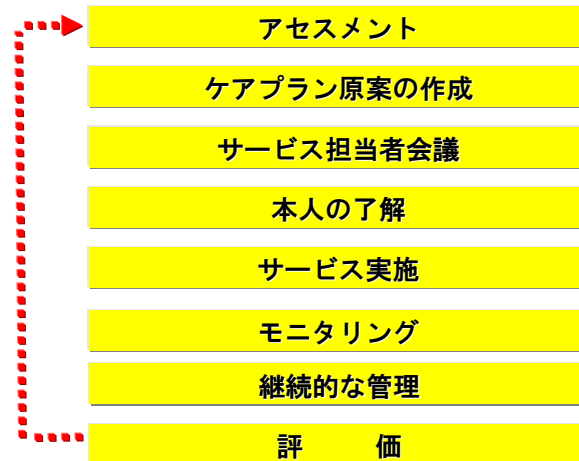 アセスメント
ケアプラン原案の作成
サービス担当者会議
本人の了解
サービス実施
モニタリング
継続的な管理
評　　価